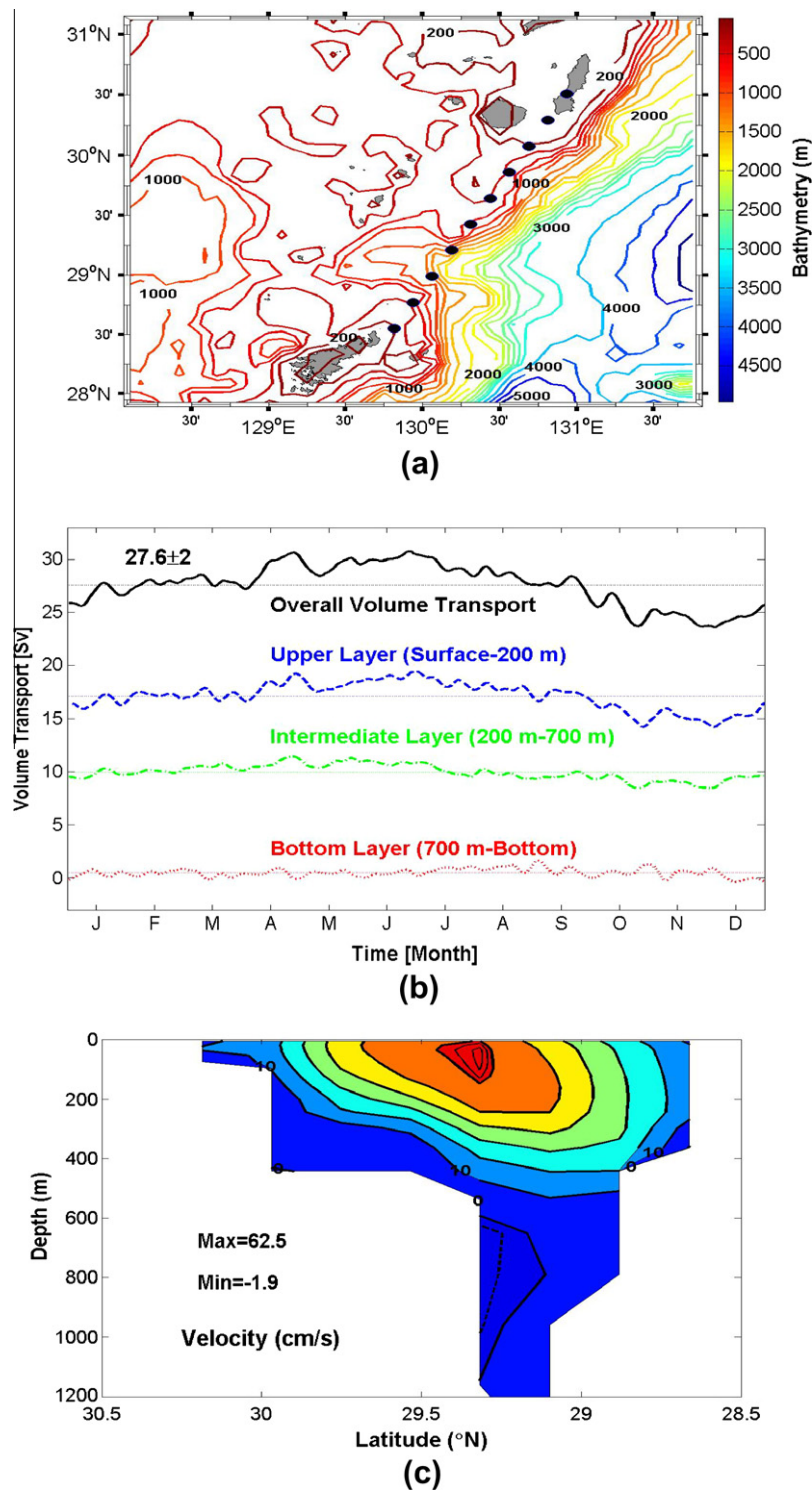 31°N
30'
30°N
30'
29°N
30'
28°N
30'
129°E
30'
130°E
30'
131°E
30'
200
200
2000
1000
1000
3000
1000
4000
200
2000
4000
1000
5000
3000
500
1000
1500
2000
2500
3000
3500
4000
4500
Bathymetry (m)
(a)
30
25
20
15
10
5
0
Volume Transport [Sv]
27.6±2
Overall Volume Transport
Upper Layer (Surface-200 m)
Intermediate Layer (200 m-700 m)
Bottom Layer (700 m-Bottom)
J F M A M J J A S O N D
Time [Month]
(b)
0
200
400
600
800
1000
1200
Depth (m)
10
0
10
0
0
10
Max=62.5
Min=-1.9
Velocity (cm/s)
30.5 30 29.5 29 28.5
Latitude (°N)
(c)